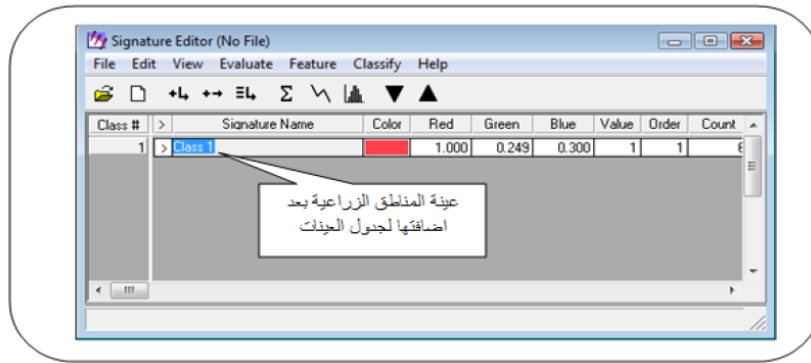 Signature Editor (No File)
File Edit View Evaluate Feature Classify Help
Σ
Class # > Signature Name Color Red Green Blue Value Order Count
1 > Class 1 1.000 0.249 0.300 1 1
عينة المناطق الزراعية بعد
اضافتها لجدول العينات